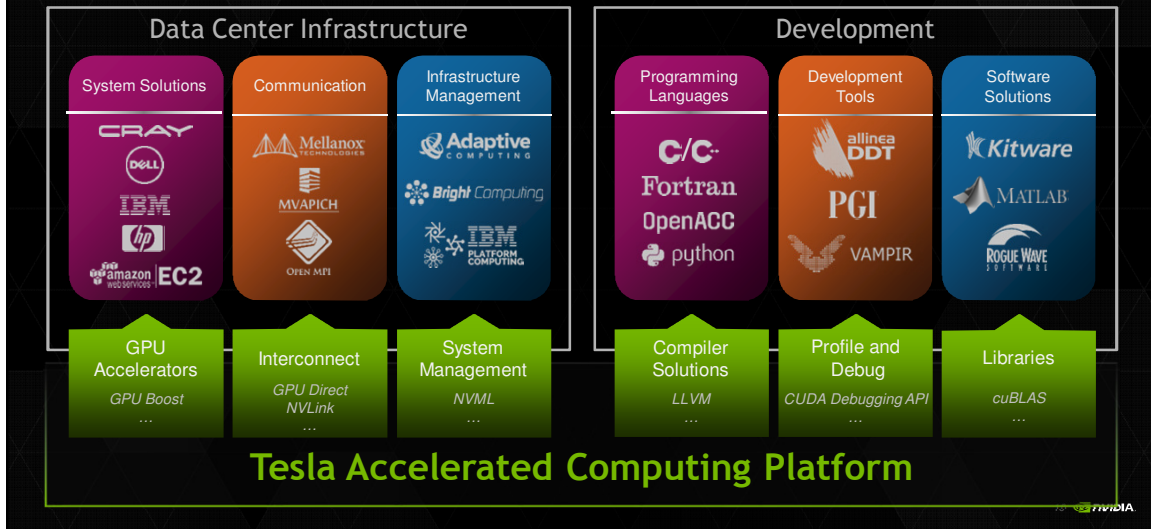 Data Center Infrastructure
Development
System Solutions
CRAY
DELL
IBM
hp
amazon
webservices™
EC2
Communication
Mellanox
TECHNOLOGIES
MVAPICH
OPEN MPI
Infrastructure
Management
Adaptive
COMPUTING
Bright Computing
IBM
PLATFORM
COMPUTING
Programming
Languages
C/C++
Fortran
OpenACC
python
Development
Tools
allinea
DDT
PGI
VAMPIR
Software
Solutions
Kitware
MATLAB
ROGUE WAVE
SOFTWARE
GPU
Accelerators
GPU Boost
...
Interconnect
GPU Direct
NVLink
...
System
Management
NVML
...
Compiler
Solutions
LLVM
...
Profile and
Debug
CUDA Debugging API
...
Libraries
cuBLAS
...
Tesla Accelerated Computing Platform
NVIDIA.